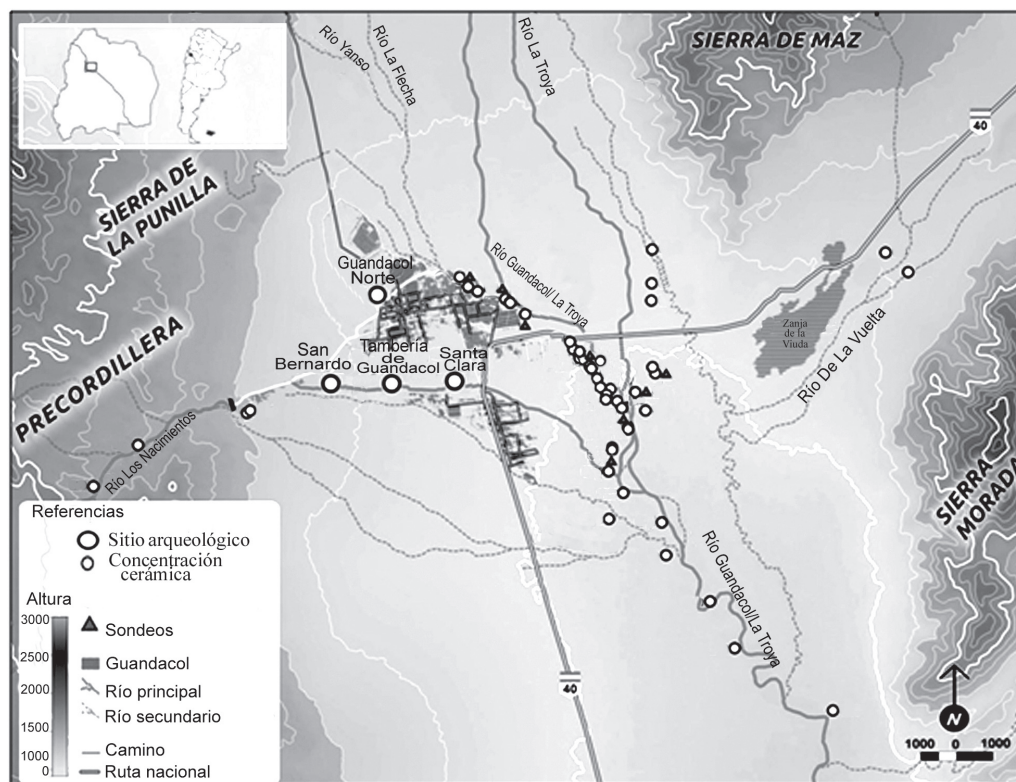 SIERRA DE MAZ
Río Yanso
Río La Flecha
Río La Troya
40
SIERRA DE
LA PUNILLA
Guandacol
Norte
Río Guandacol/ La Troya
Zanja
de la
Viuda
Río De La Vuelta
PRECORDILLERA
San
Bernardo
Tambería
de
Guandacol
Santa
Clara
Río Los Nacimientos
SIERRA
MORADA
Río Guandacol/La Troya
40
Referencias
Sitio arqueológico
Concentración
cerámica
Altura
3000
2500
2000
1500
1000
0
Sondeos
Guandacol
Río principal
Río secundario
Camino
Ruta nacional
N
1000 0 1000